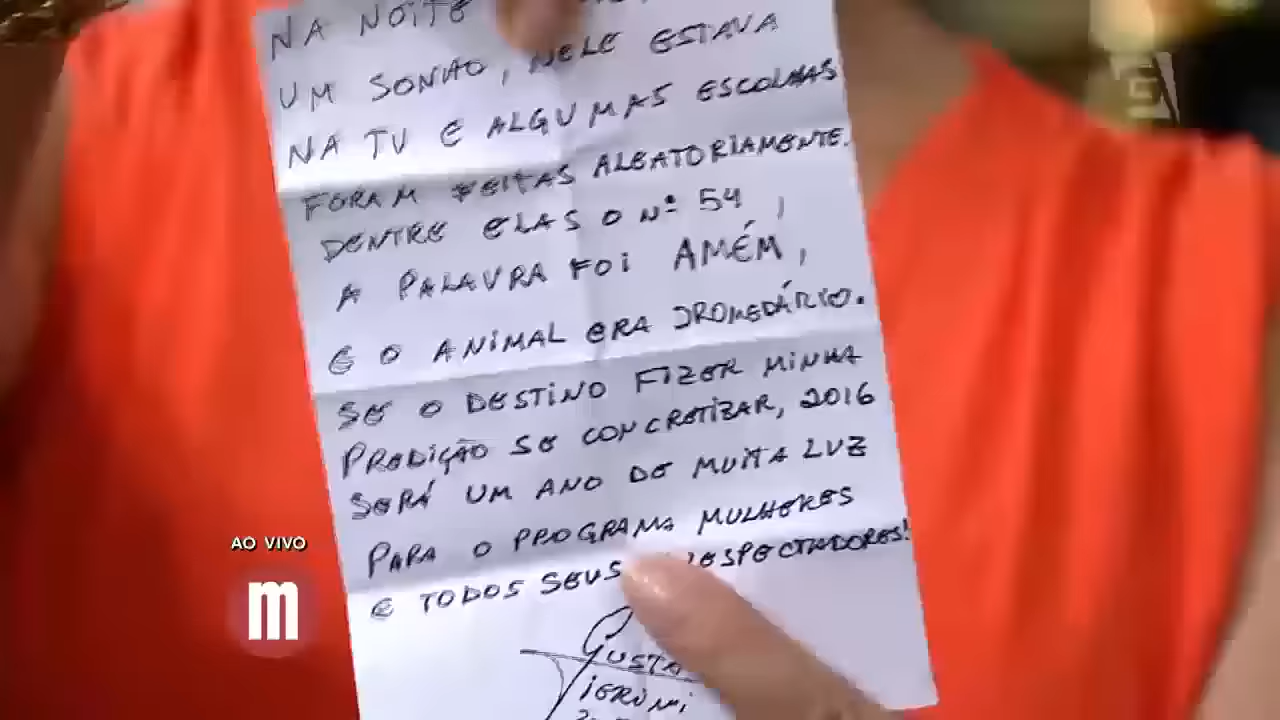 NA NOITE
UM SONHO, NELE ESTAVA
NA TV E ALGUMAS ESCOLHAS
FORAM FEITAS ALEATORIAMENTE.
DENTRE ELAS O Nº 54,
A PALAVRA FOI AMÉM,
E O ANIMAL ERA DROMEDÁRIO.
SE O DESTINO FIZER MINHA
PREDIÇÃO SE CONCRETIZAR, 2016
SERÁ UM ANO DE MUITA LUZ
PARA O PROGRAMA MULHERES
E TODOS SEUS ESPECTADORES!
AO VIVO
m
G